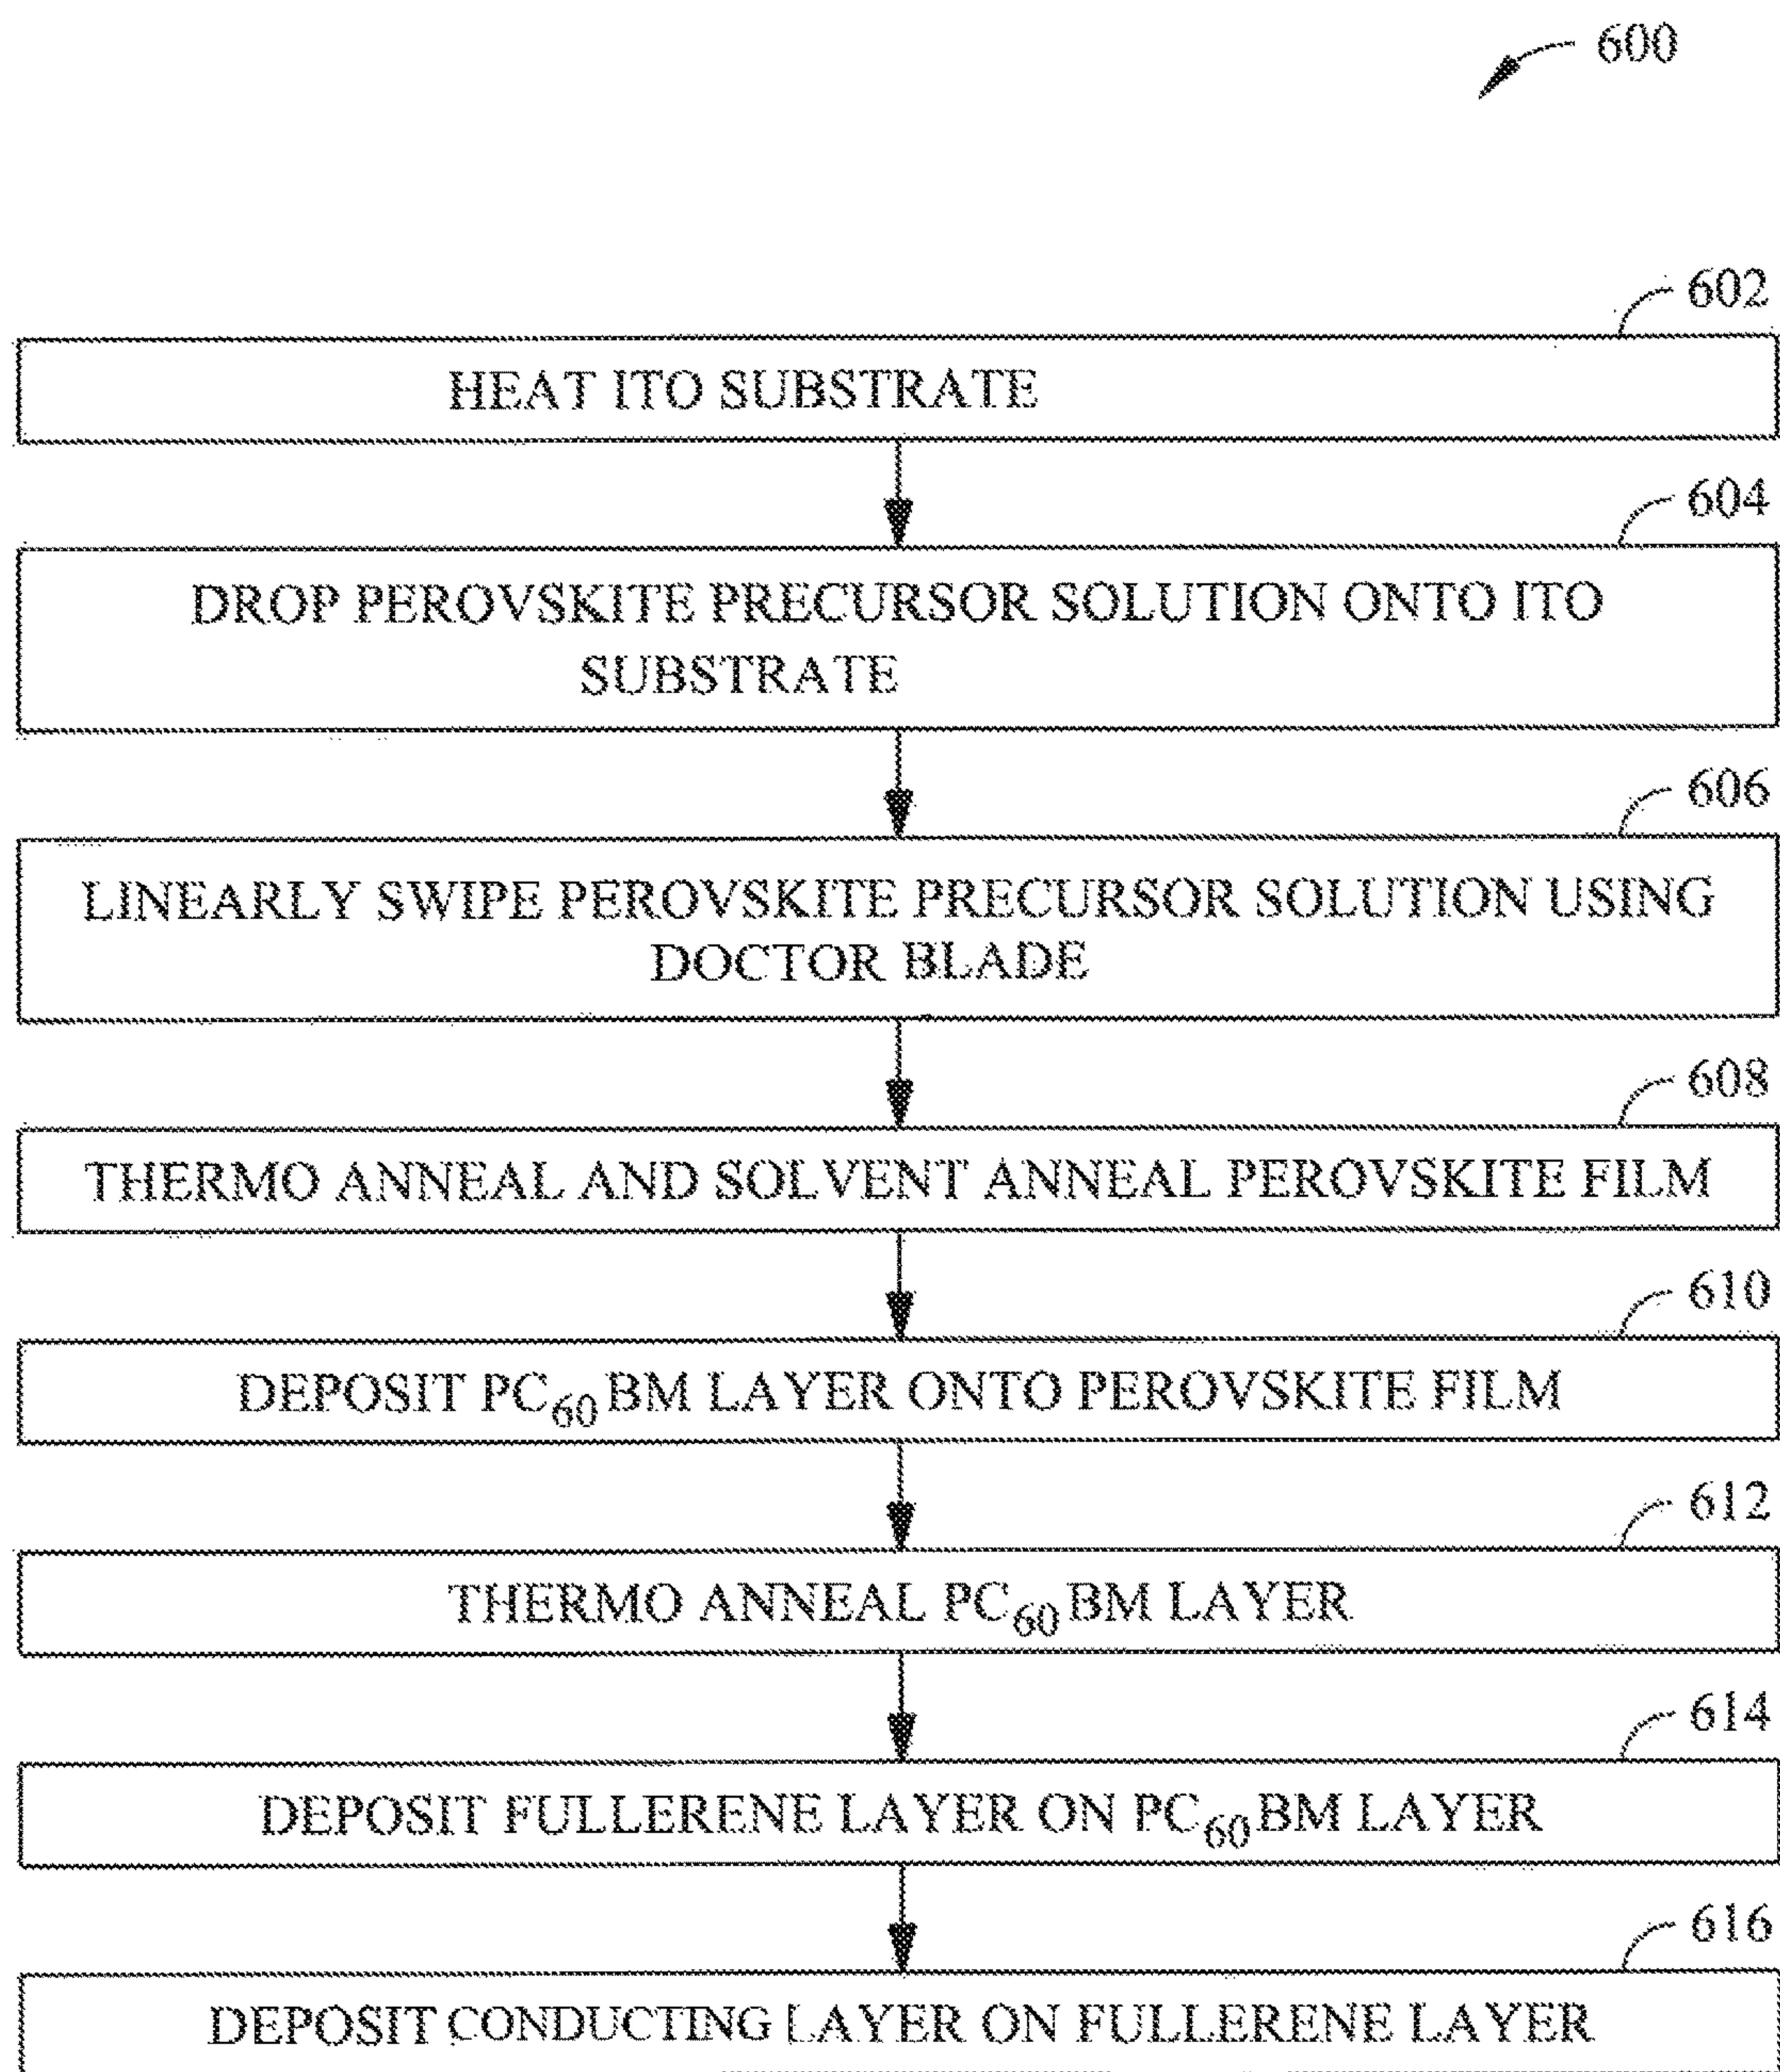 600
602
HEAT ITO SUBSTRATE
604
DROP PEROVSKITE PRECURSOR SOLUTION ONTO ITO
SUBSTRATE
606
LINEARLY SWIPE PEROVSKITE PRECURSOR SOLUTION USING
DOCTOR BLADE
608
THERMO ANNEAL AND SOLVENT ANNEAL PEROVSKITE FILM
610
DEPOSIT PC60BM LAYER ONTO PEROVSKITE FILM
612
THERMO ANNEAL PC60BM LAYER
614
DEPOSIT FULLERENE LAYER ON PC60BM LAYER
616
DEPOSIT CONDUCTING LAYER ON FULLERENE LAYER